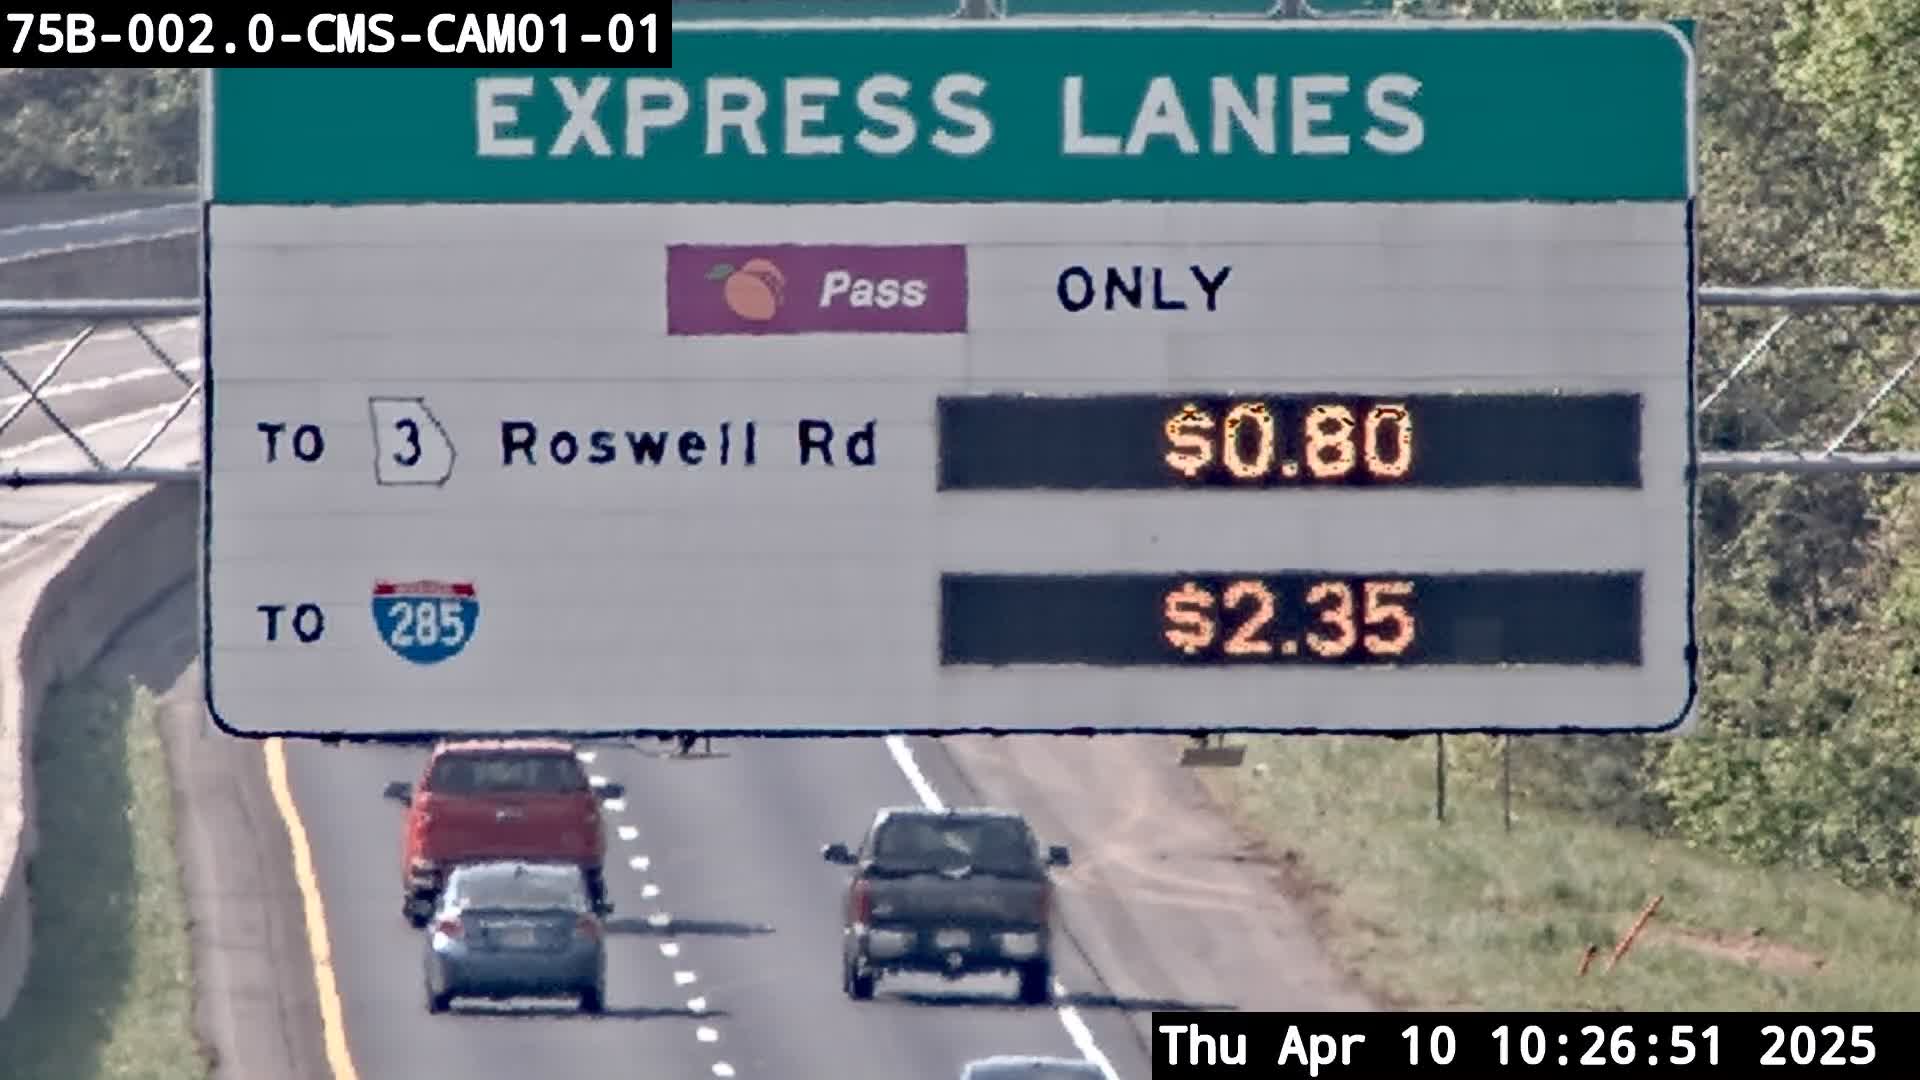 75B-002.0-CMS-CAM01-01
EXPRESS LANES
Pass ONLY
TO 3 Roswell Rd $0.80
TO 285 $2.35
Thu Apr 10 10:26:51 2025